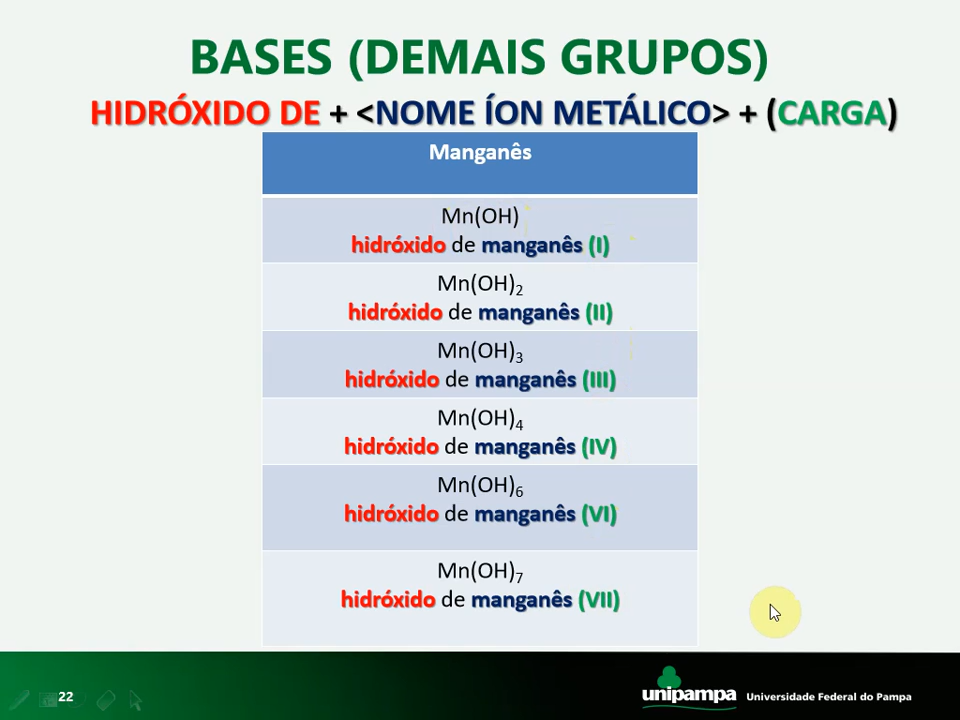 BASES (DEMAIS GRUPOS)
HIDRÓXIDO DE + <NOME ÍON METÁLICO> + (CARGA)
Manganês
Mn(OH)
hidróxido de manganês (I)
Mn(OH)₂
hidróxido de manganês (II)
Mn(OH)₃
hidróxido de manganês (III)
Mn(OH)₄
hidróxido de manganês (IV)
Mn(OH)₆
hidróxido de manganês (VI)
Mn(OH)₇
hidróxido de manganês (VII)
22
unipampa Universidade Federal do Pampa